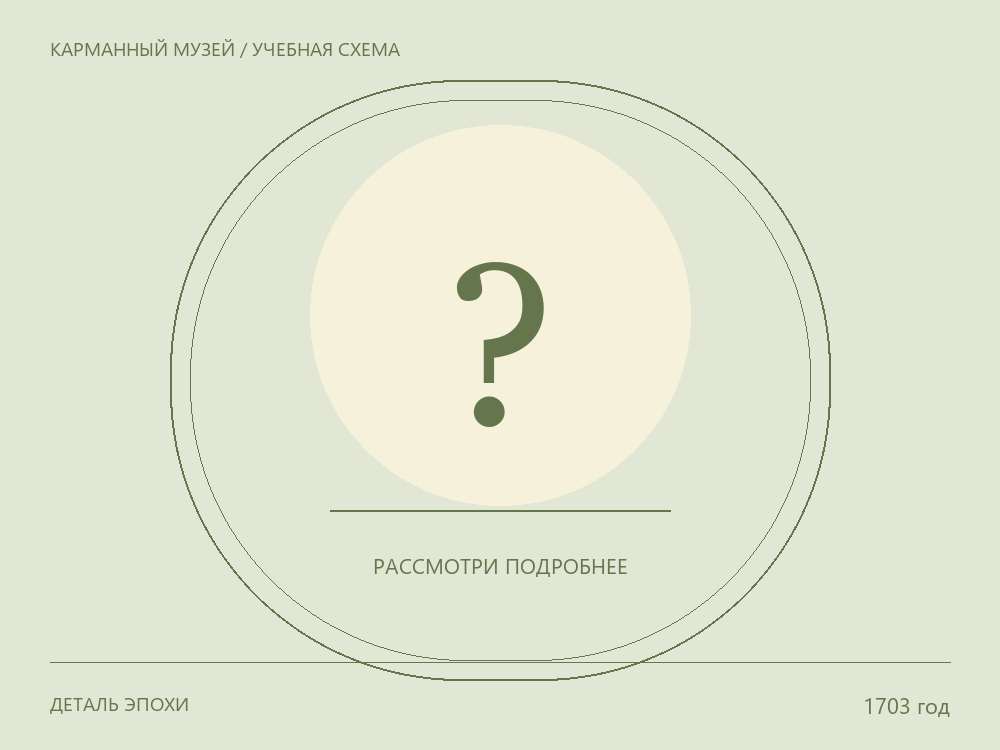 КАРМАННЫЙ МУЗЕЙ / УЧЕБНАЯ СХЕМА
?
РАССМОТРИ ПОДРОБНЕЕ
ДЕТАЛЬ ЭПОХИ
1703 год